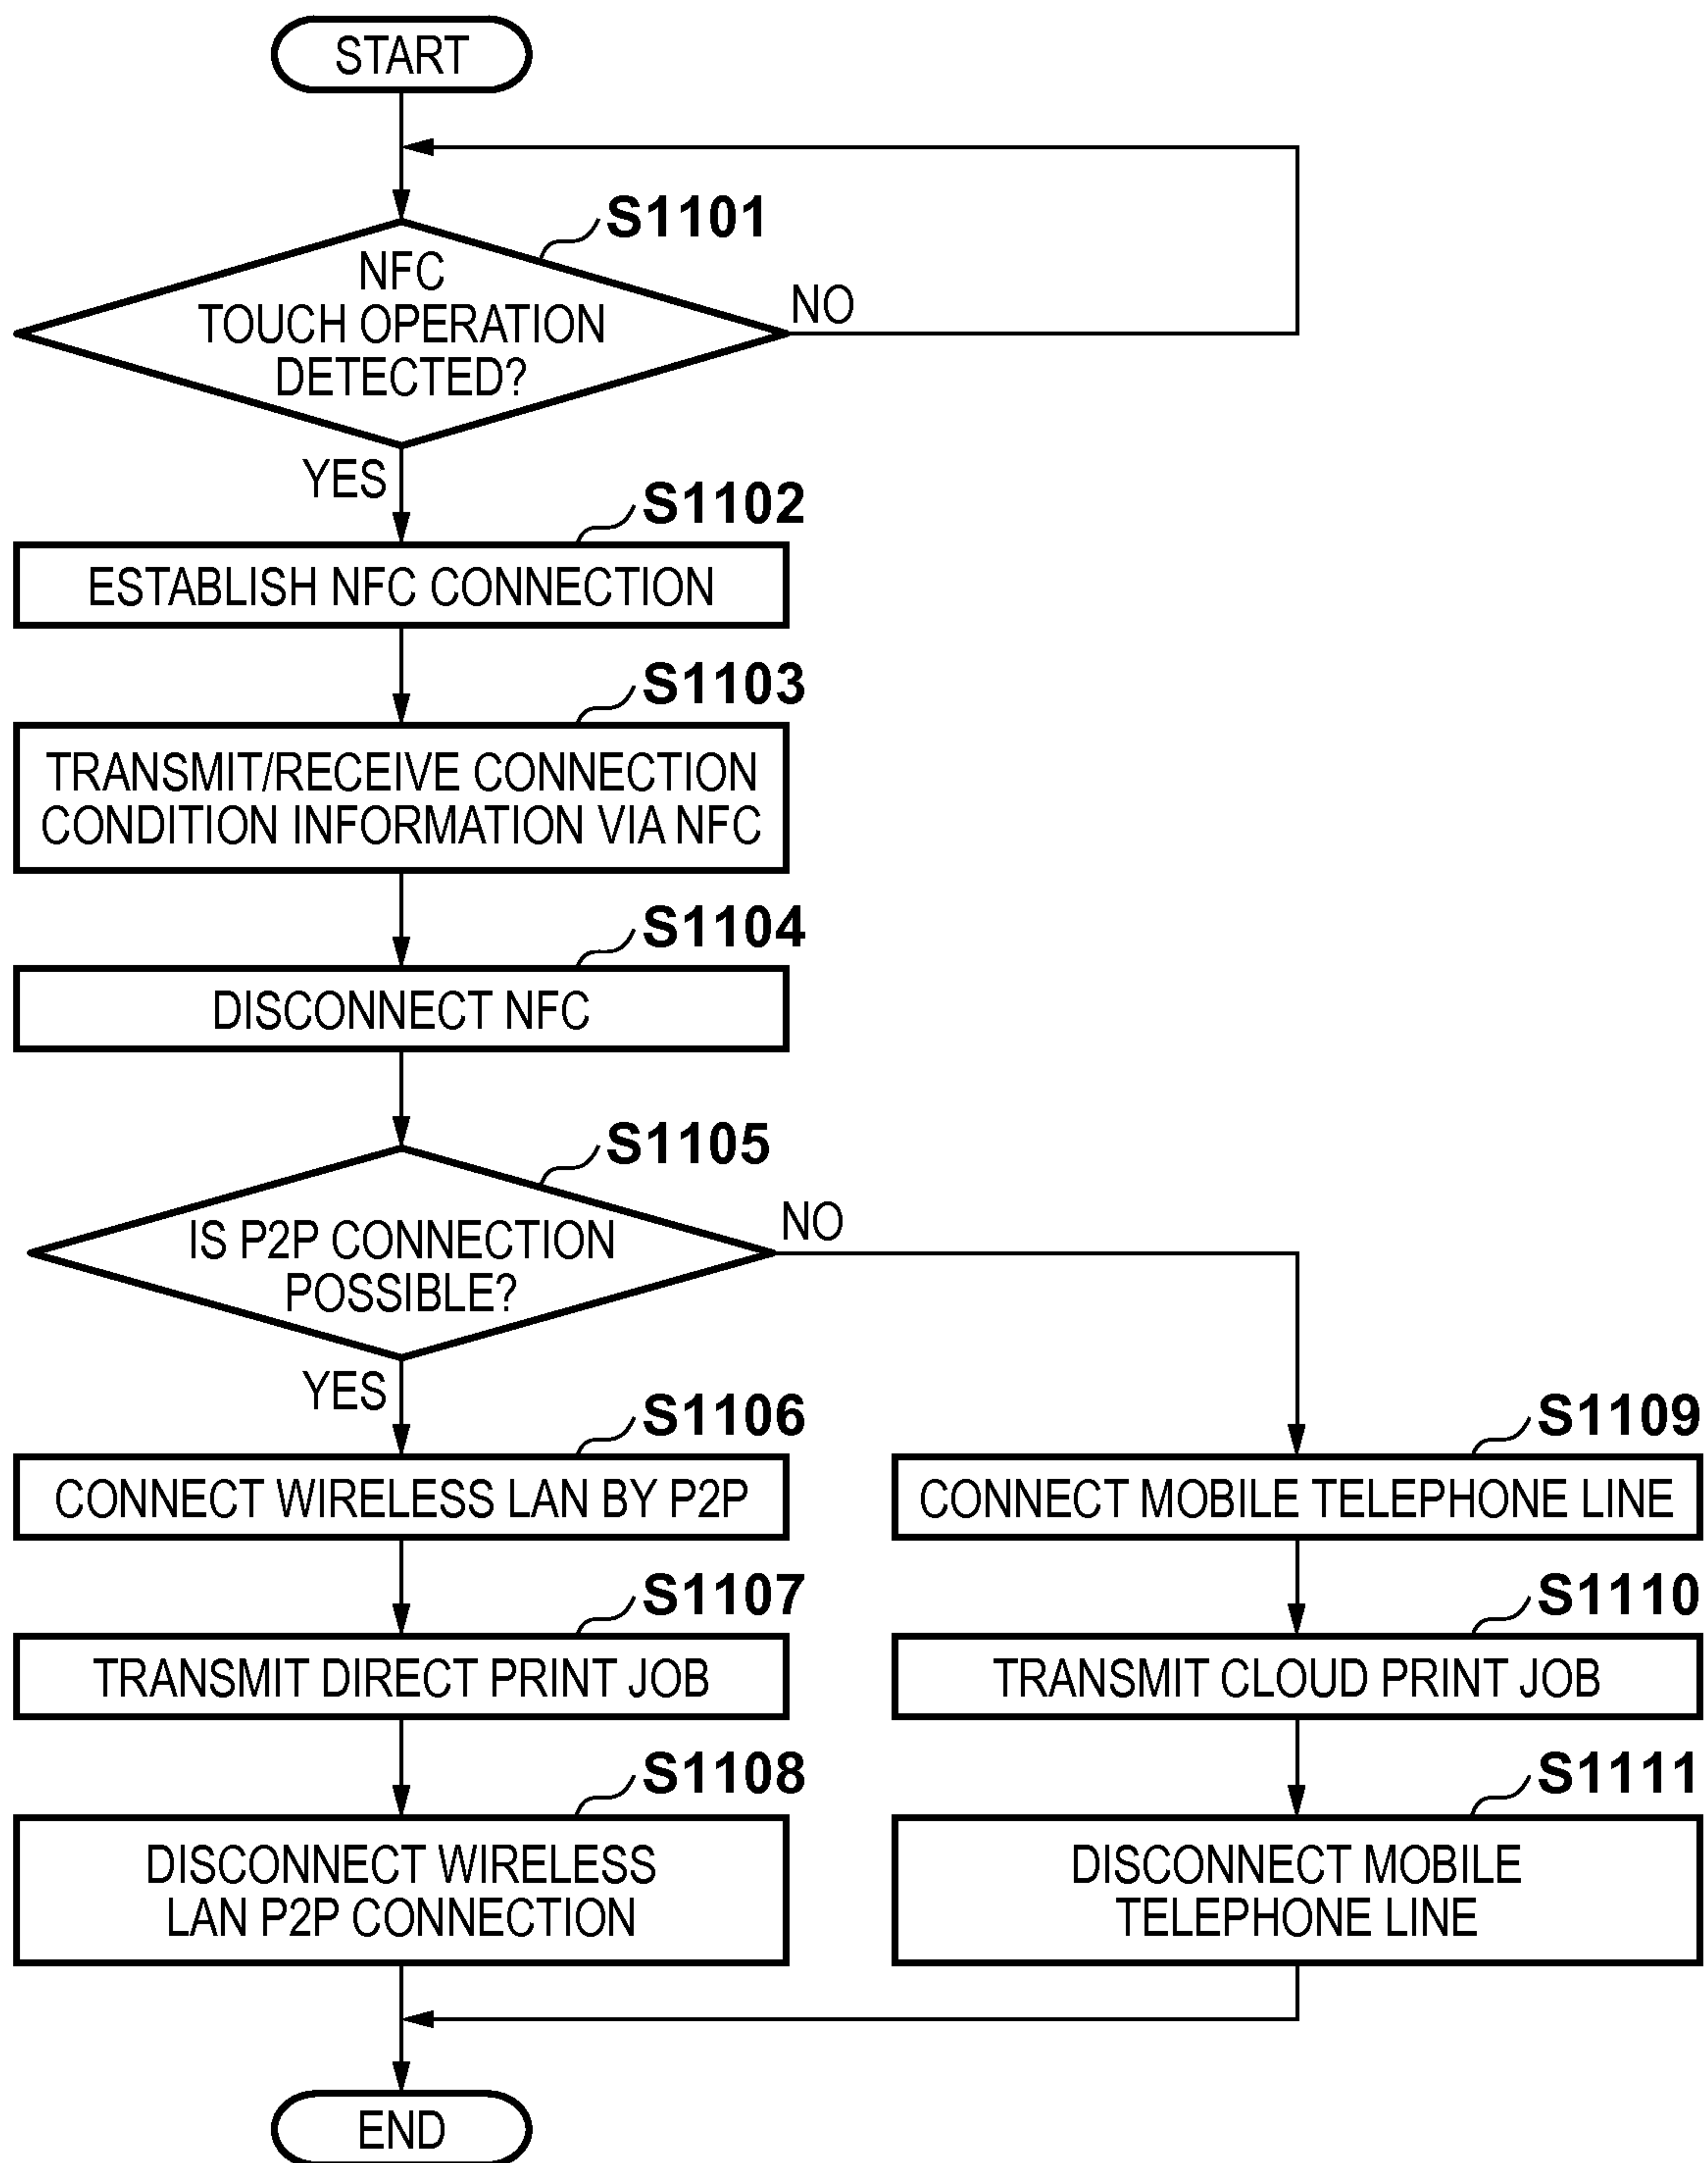 START
S1101
NFC
TOUCH OPERATION
DETECTED?
NO
YES
S1102
ESTABLISH NFC CONNECTION
S1103
TRANSMIT/RECEIVE CONNECTION
CONDITION INFORMATION VIA NFC
S1104
DISCONNECT NFC
S1105
IS P2P CONNECTION
POSSIBLE?
NO
YES
S1106
CONNECT WIRELESS LAN BY P2P
S1107
TRANSMIT DIRECT PRINT JOB
S1108
DISCONNECT WIRELESS
LAN P2P CONNECTION
S1109
CONNECT MOBILE TELEPHONE LINE
S1110
TRANSMIT CLOUD PRINT JOB
S1111
DISCONNECT MOBILE
TELEPHONE LINE
END